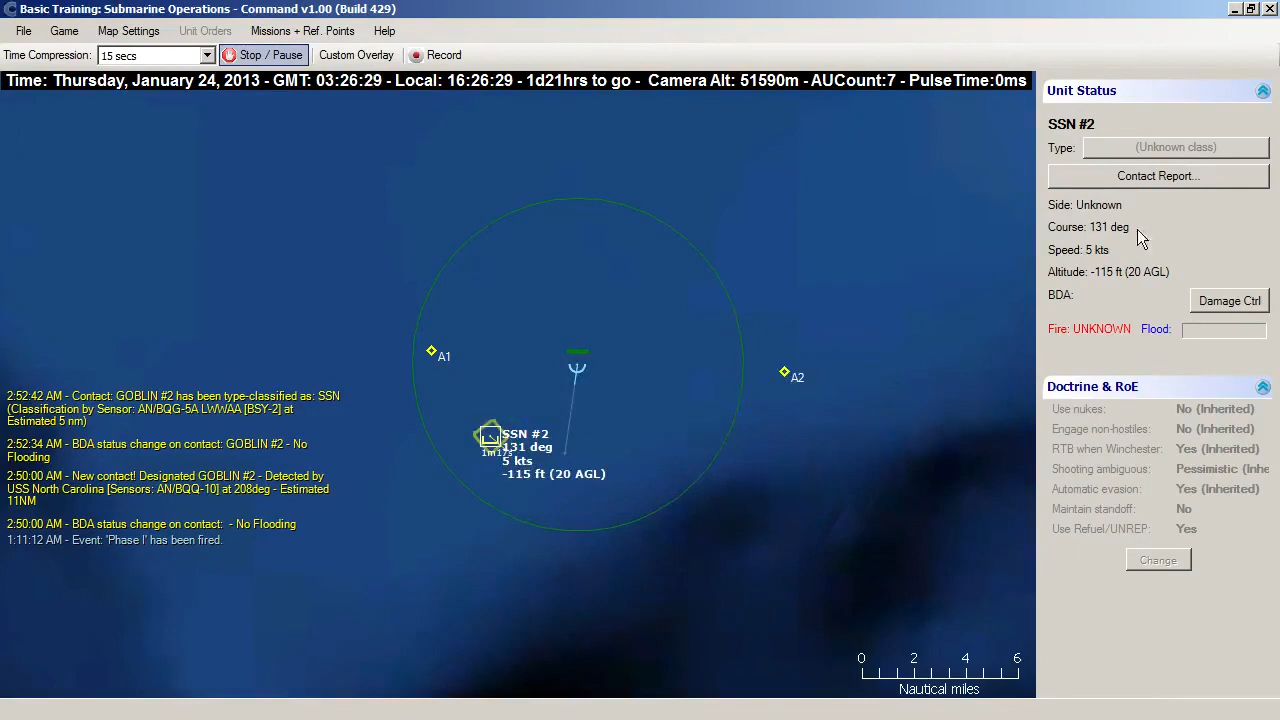 Basic Training: Submarine Operations - Command v1.00 (Build 429)
File Game Map Settings Unit Orders Missions + Ref. Points Help
Time Compression: 15 secs Stop / Pause Custom Overlay Record
Time: Thursday, January 24, 2013 - GMT: 03:26:29 - Local: 16:26:29 - 1d21hrs to go - Camera Alt: 51590m - AUCount:7 - PulseTime:0ms
A1
A2
SSN #2
131 deg
5 kts
-115 ft (20 AGL)
1m17s
2:52:42 AM - Contact: GOBLIN #2 has been type-classified as: SSN
(Classification by Sensor: AN/BQG-5A LWWAA [BSY-2] at
Estimated 5 nm)
2:52:34 AM - BDA status change on contact: GOBLIN #2 - No
Flooding
2:50:00 AM - New contact! Designated GOBLIN #2 - Detected by
USS North Carolina [Sensors: AN/BQQ-10] at 208deg - Estimated
11NM
2:50:00 AM - BDA status change on contact: - No Flooding
1:11:12 AM - Event: 'Phase I' has been fired.
0 2 4 6
Nautical miles
Unit Status
SSN #2
Type: (Unknown class)
Contact Report...
Side: Unknown
Course: 131 deg
Speed: 5 kts
Altitude: -115 ft (20 AGL)
BDA: Damage Ctrl
Fire: UNKNOWN Flood:
Doctrine & RoE
Use nukes: No (Inherited)
Engage non-hostiles: No (Inherited)
RTB when Winchester: Yes (Inherited)
Shooting ambiguous: Pessimistic (Inhe
Automatic evasion: Yes (Inherited)
Maintain standoff: No
Use Refuel/UNREP: Yes
Change